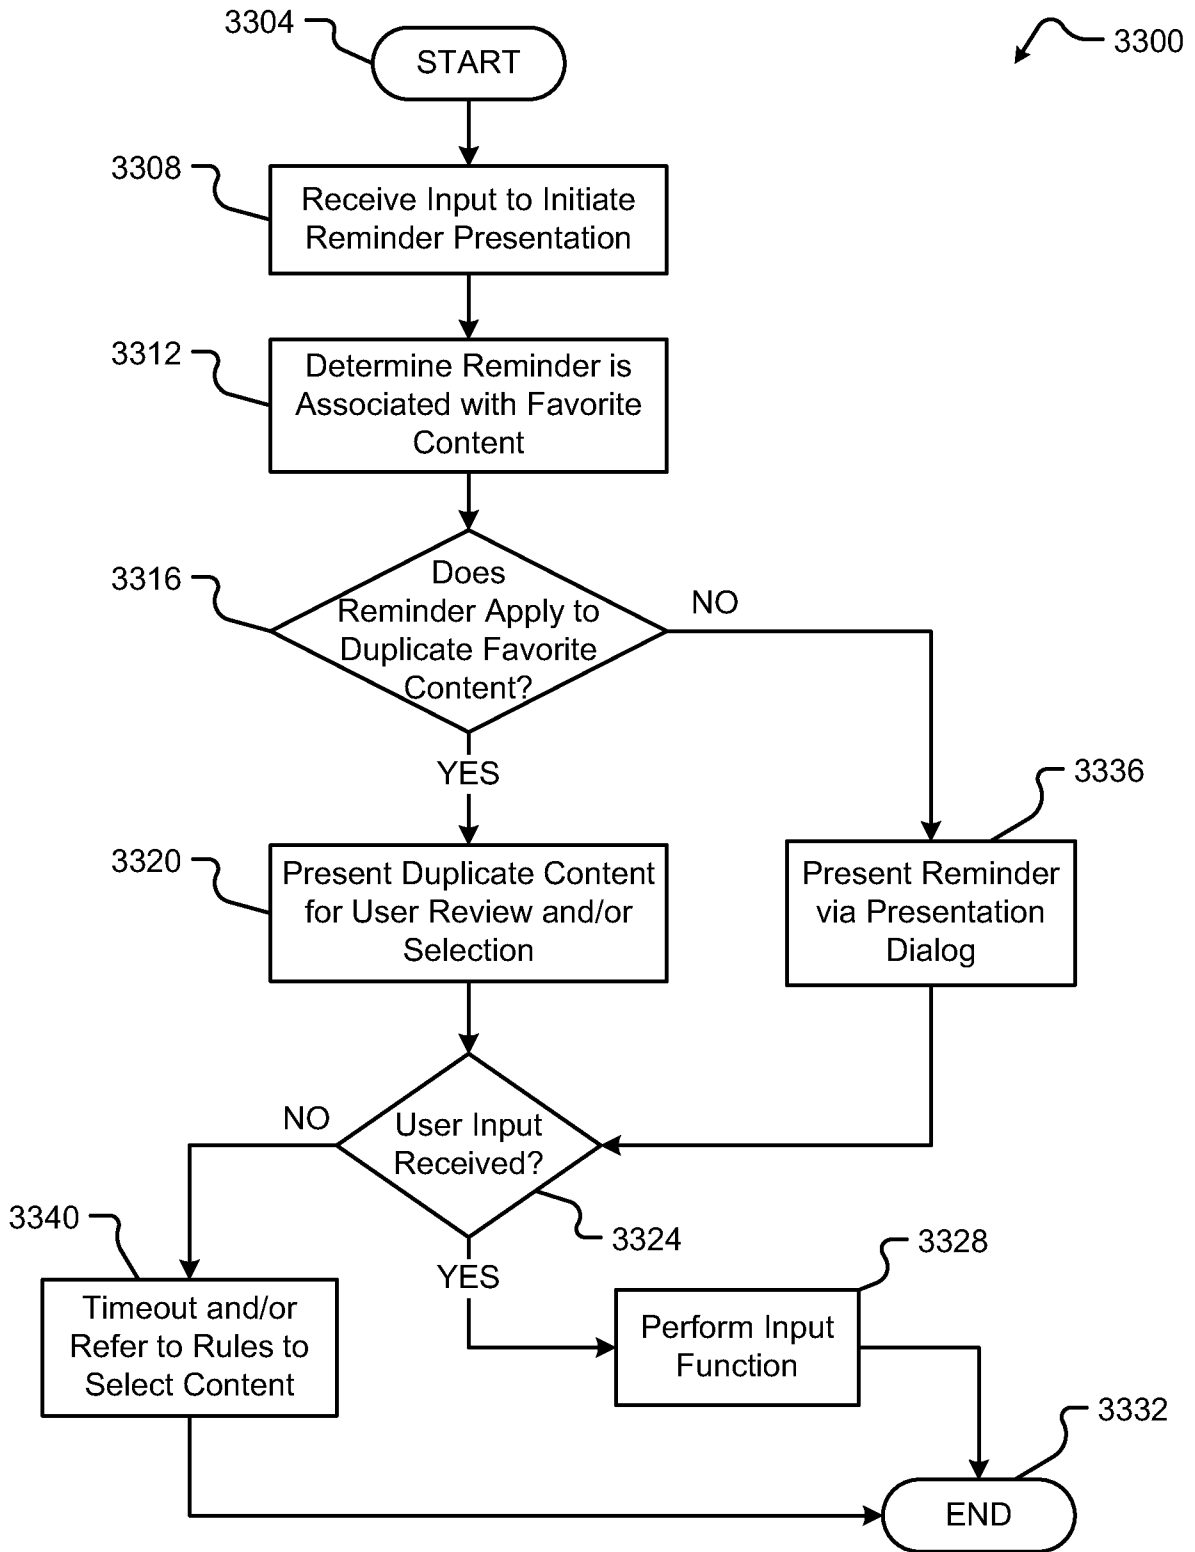 3304
START
3300
3308
Receive Input to Initiate
Reminder Presentation
3312
Determine Reminder is
Associated with Favorite
Content
3316
Does
Reminder Apply to
Duplicate Favorite
Content?
NO
YES
3336
3320
Present Duplicate Content
for User Review and/or
Selection
Present Reminder
via Presentation
Dialog
NO
User Input
Received?
3324
3340
YES
3328
Timeout and/or
Refer to Rules to
Select Content
Perform Input
Function
3332
END